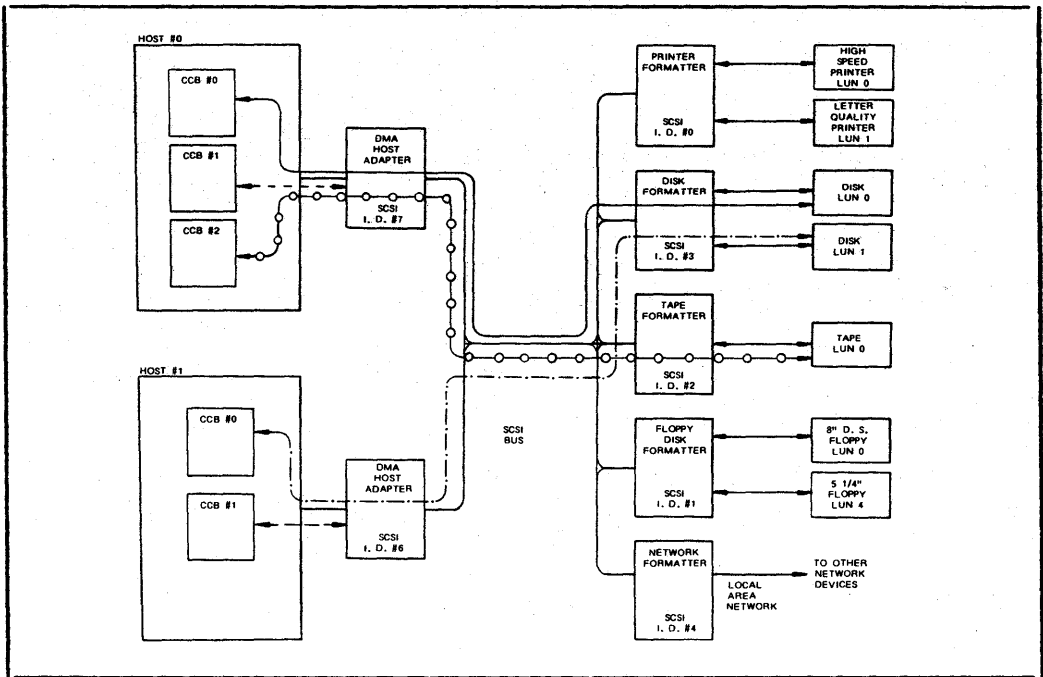 HOST #0
CCB #0
CCB #1
CCB #2
DMA
HOST
ADAPTER
SCSI
I. D. #7
HOST #1
CCB #0
CCB #1
DMA
HOST
ADAPTER
SCSI
I. D. #6
SCSI
BUS
PRINTER
FORMATTER
SCSI
I. D. #0
HIGH
SPEED
PRINTER
LUN 0
LETTER
QUALITY
PRINTER
LUN 1
DISK
FORMATTER
SCSI
I. D. #3
DISK
LUN 0
DISK
LUN 1
TAPE
FORMATTER
SCSI
I. D. #2
TAPE
LUN 0
FLOPPY
DISK
FORMATTER
SCSI
I. D. #1
8" D. S.
FLOPPY
LUN 0
5 1/4"
FLOPPY
LUN 4
NETWORK
FORMATTER
SCSI
I. D. #4
LOCAL
AREA
NETWORK
TO OTHER
NETWORK
DEVICES